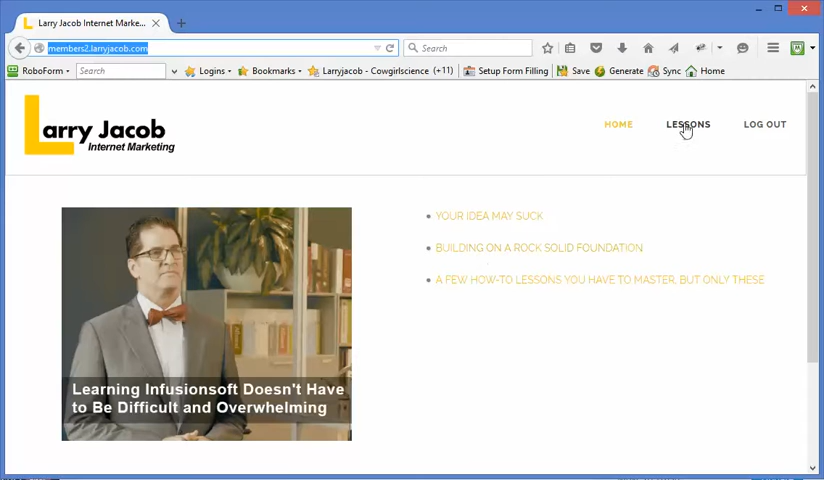 Larry Jacob Internet Marke...
members2.larryjacob.com
Search
RoboForm
Search
Logins
Bookmarks
Larryjacob - Cowgirlscience (+11)
Setup Form Filling
Save
Generate
Sync
Home
Larry Jacob
Internet Marketing
HOME
LESSONS
LOG OUT
YOUR IDEA MAY SUCK
BUILDING ON A ROCK SOLID FOUNDATION
A FEW HOW-TO LESSONS YOU HAVE TO MASTER, BUT ONLY THESE
Learning Infusionsoft Doesn't Have
to Be Difficult and Overwhelming